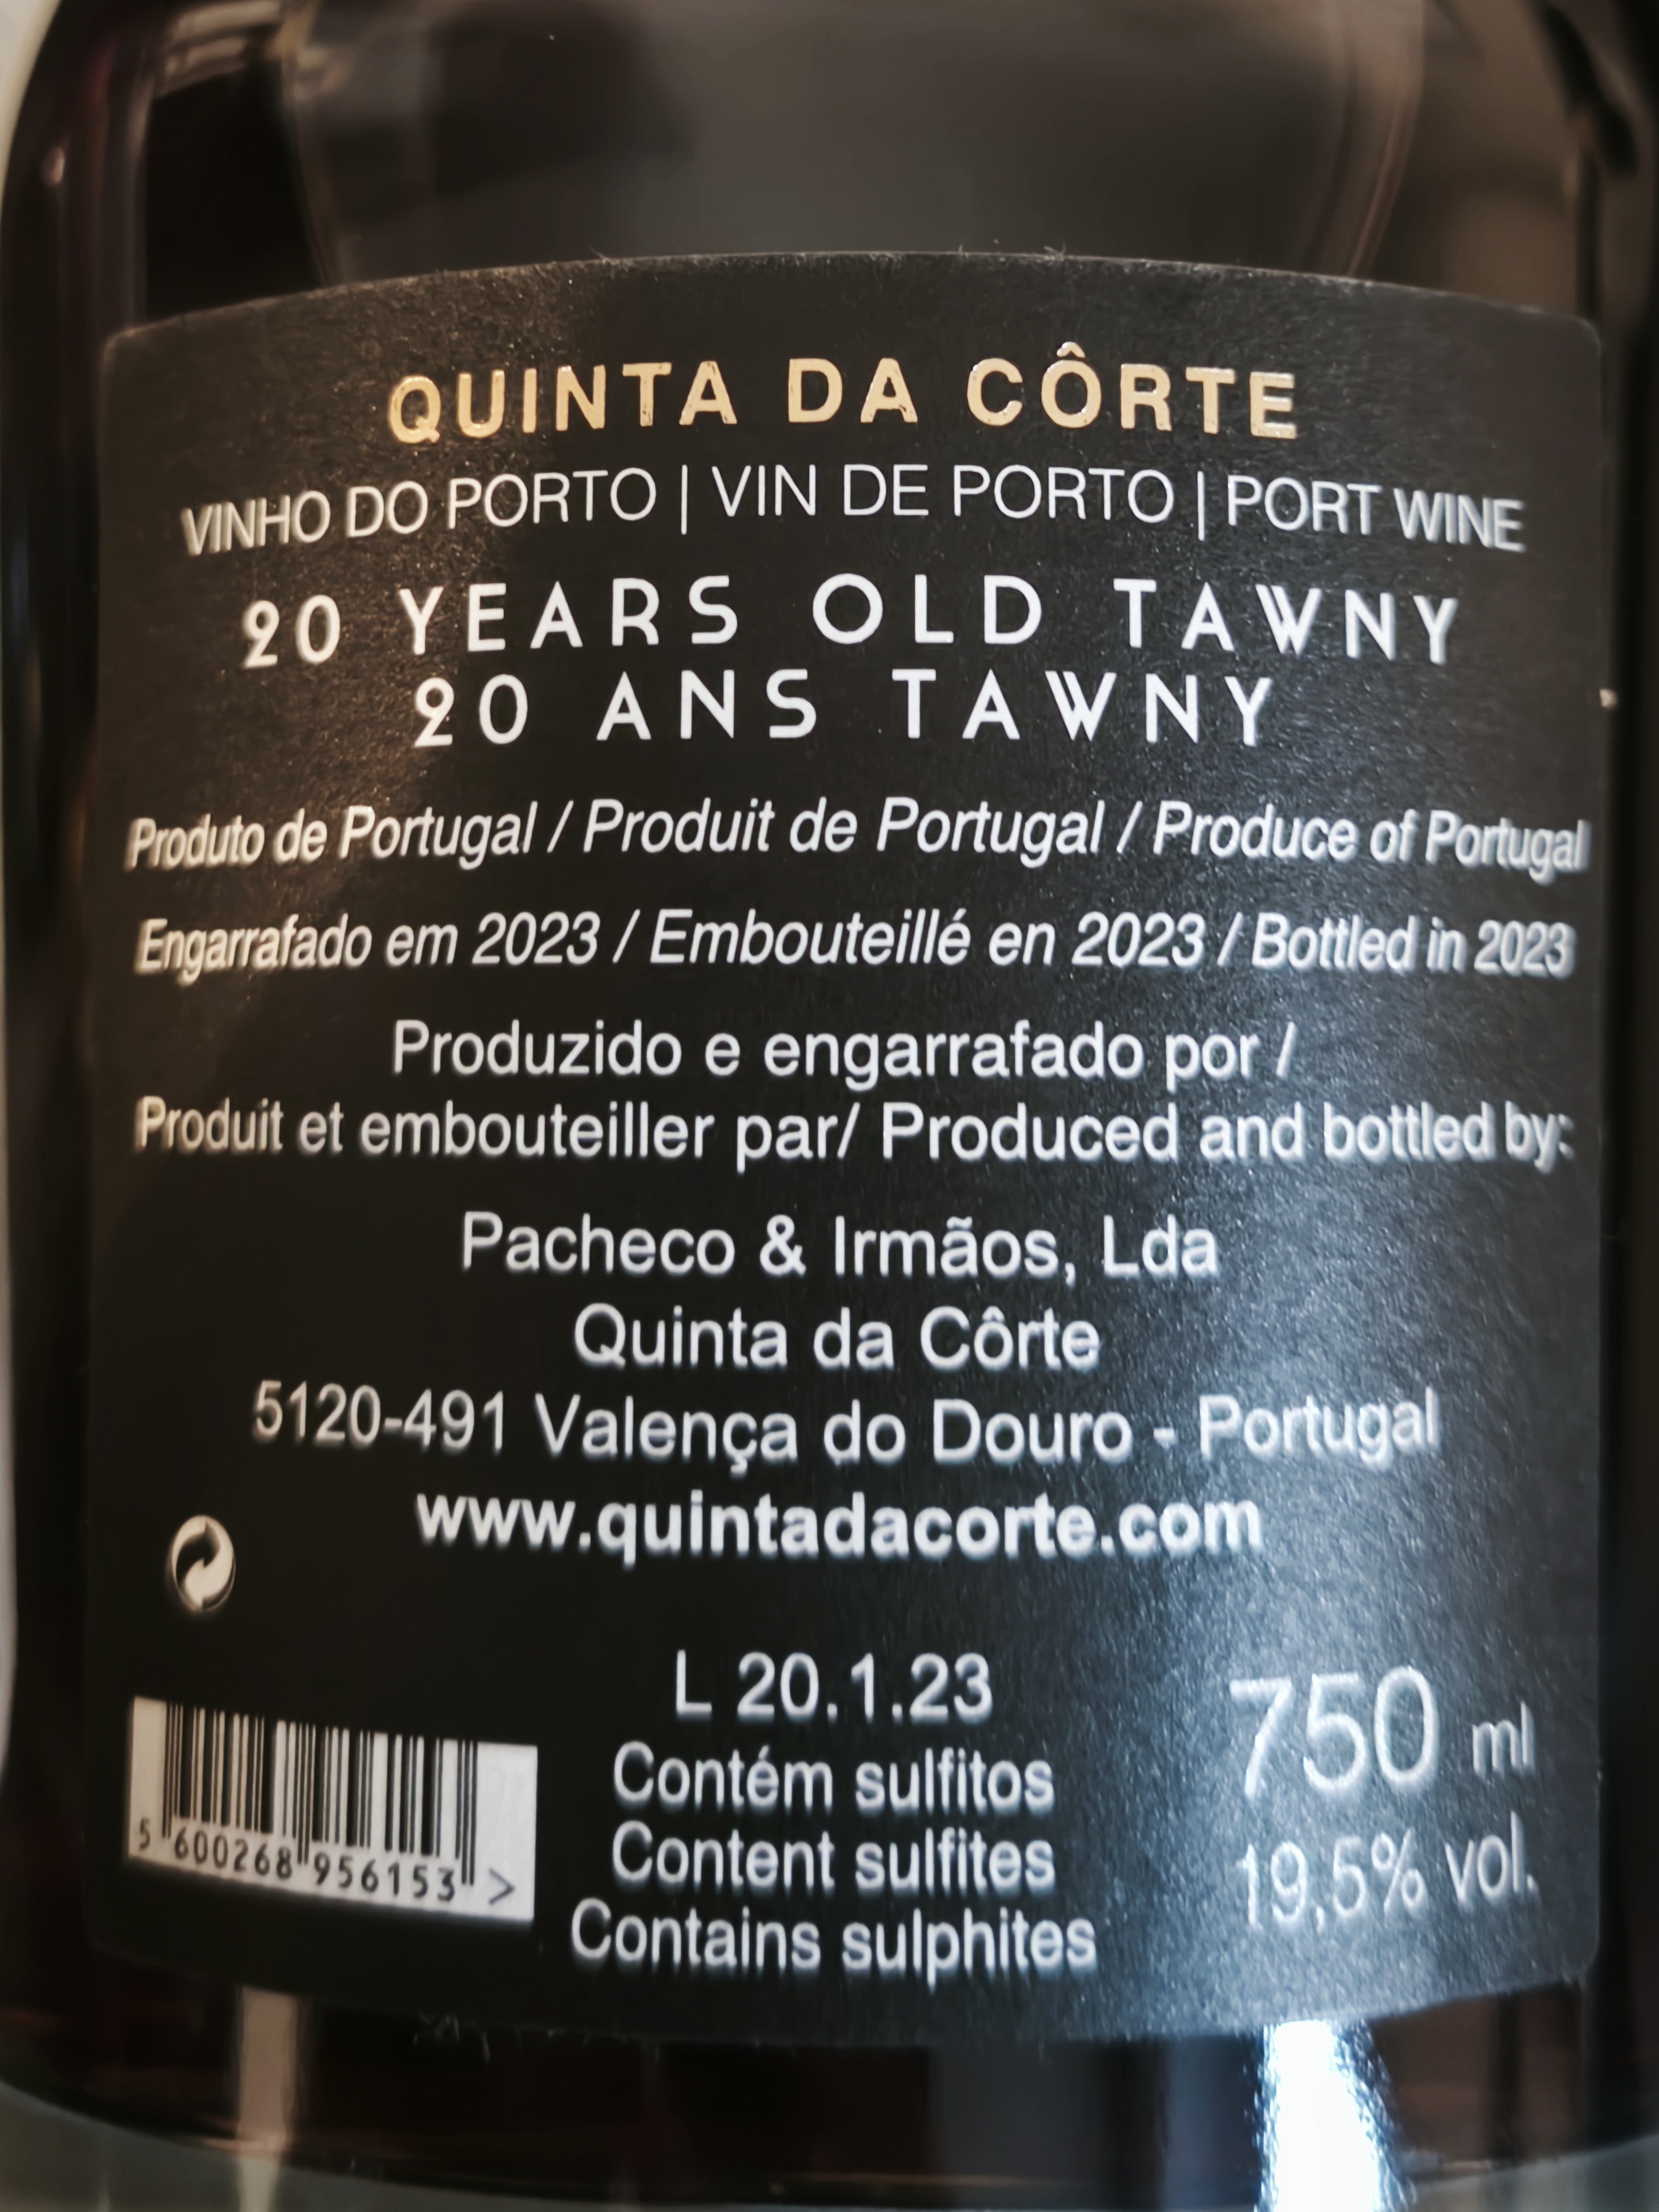 QUINTA DA CÔRTE
VINHO DO PORTO | VIN DE PORTO | PORT WINE
20 YEARS OLD TAWNY
20 ANS TAWNY
Produto de Portugal / Produit de Portugal / Produce of Portugal
Engarrafado em 2023 / Embouteillé en 2023 / Bottled in 2023
Produzido e engarrafado por /
Produit et embouteiller par/ Produced and bottled by:
Pacheco & Irmãos, Lda
Quinta da Côrte
5120-491 Valença do Douro - Portugal
www.quintadacorte.com
L 20.1.23
Contém sulfitos
Content sulfites
Contains sulphites
750 ml
19,5% vol.
5 600268 956153 >